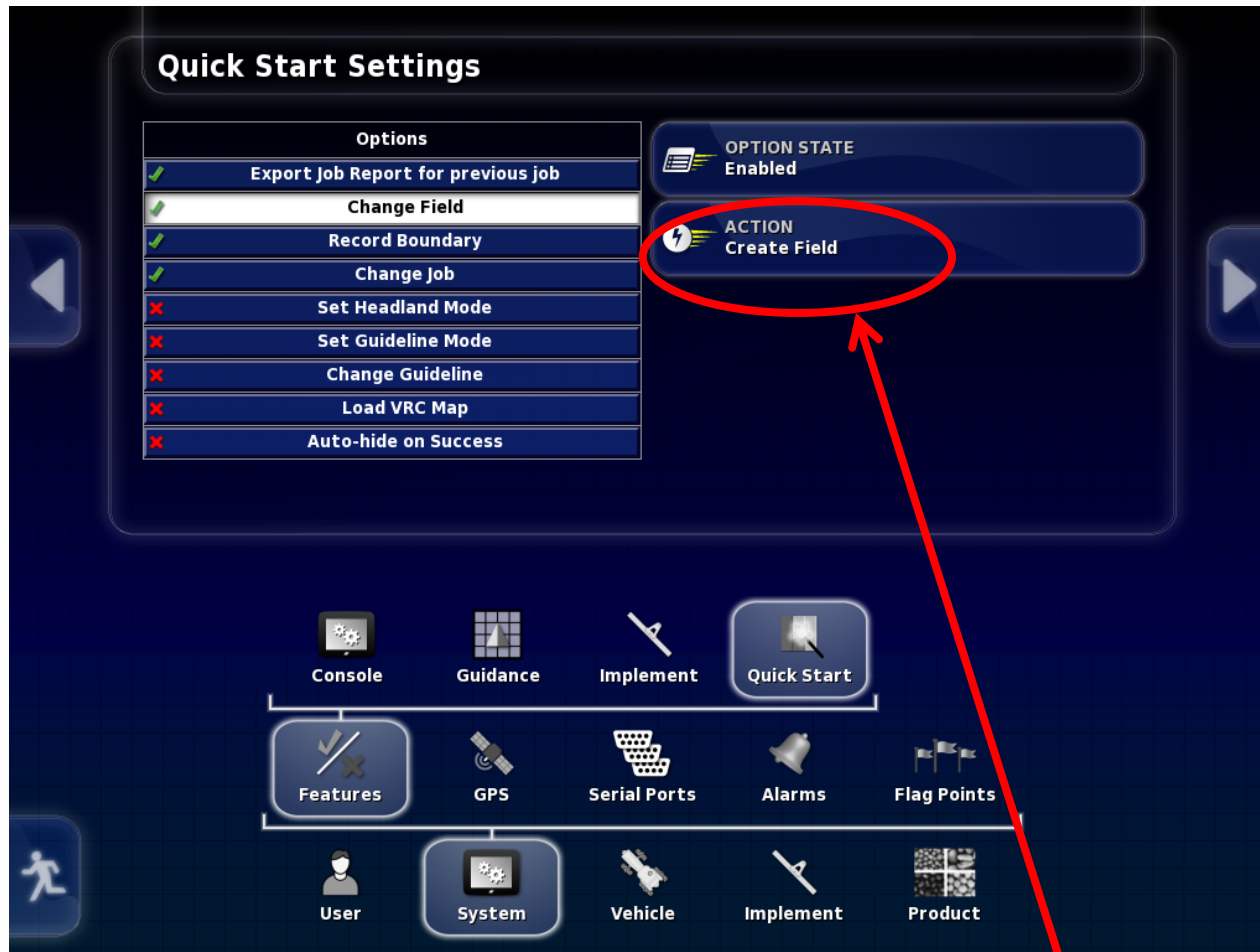 Quick Start Settings
Options
Export Job Report for previous job
Change Field
Record Boundary
Change Job
Set Headland Mode
Set Guideline Mode
Change Guideline
Load VRC Map
Auto-hide on Success
OPTION STATE
Enabled
ACTION
Create Field
Console Guidance Implement Quick Start
Features GPS Serial Ports Alarms Flag Points
User System Vehicle Implement Product